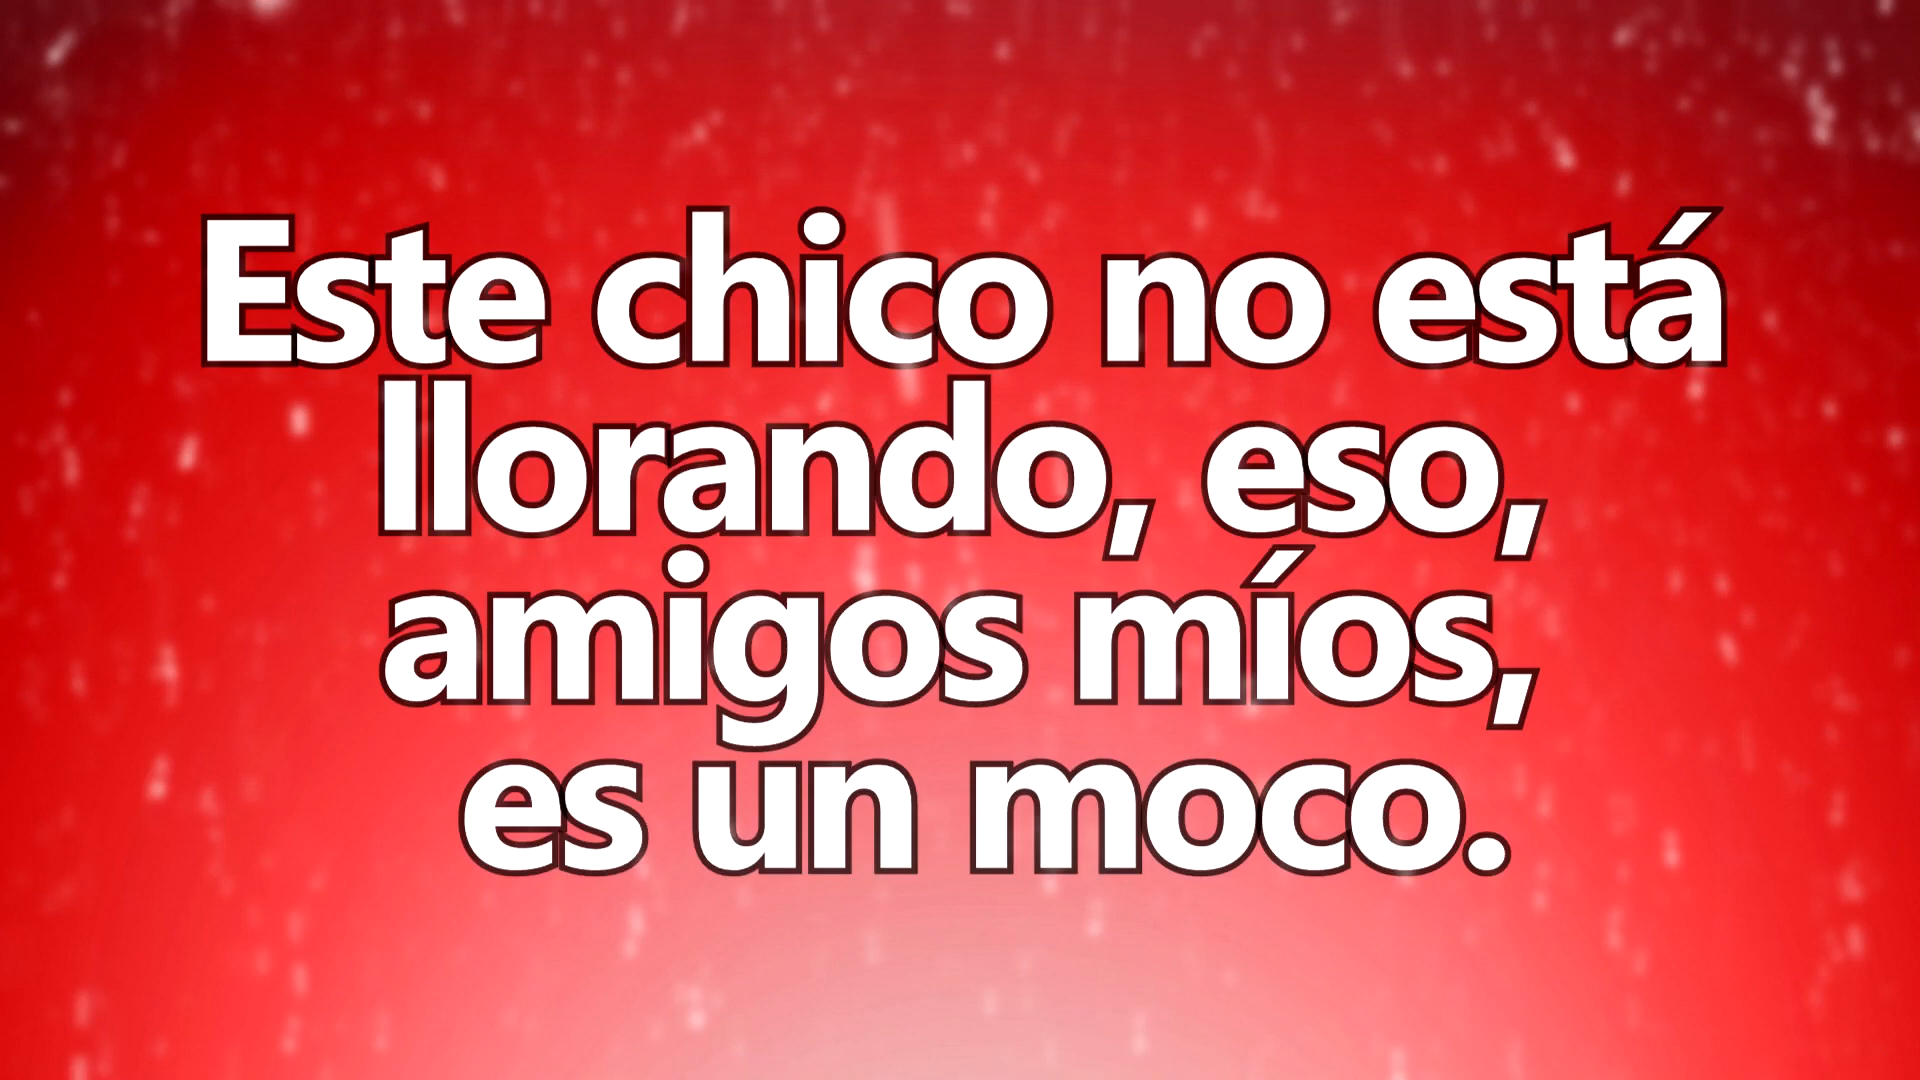 Este chico no está
llorando, eso,
amigos míos,
es un moco.